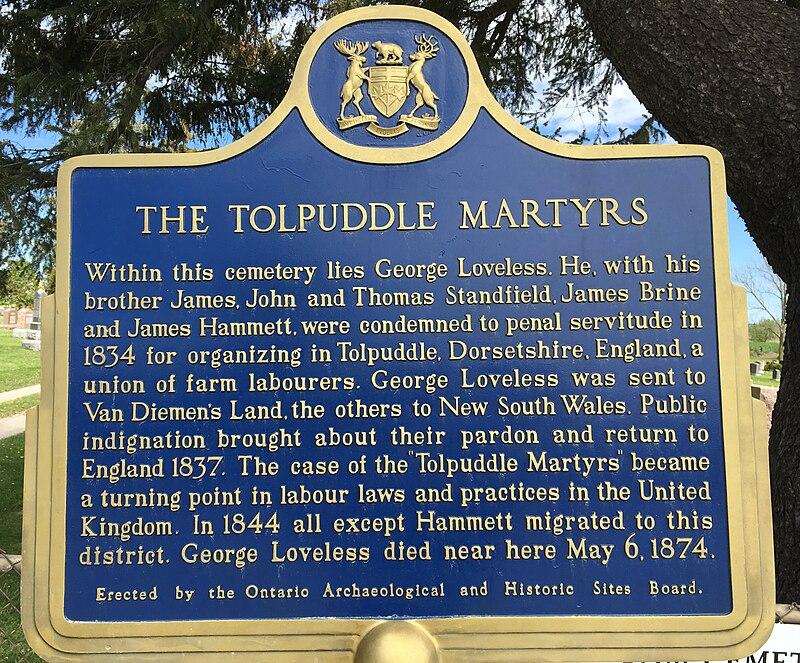 THE TOLPUDDLE MARTYRS
Within this cemetery lies George Loveless. He, with his
brother James, John and Thomas Standfield, James Brine
and James Hammett, were condemned to penal servitude in
1834 for organizing in Tolpuddle, Dorsetshire, England, a
union of farm labourers. George Loveless was sent to
Van Diemen's Land, the others to New South Wales. Public
indignation brought about their pardon and return to
England 1837. The case of the "Tolpuddle Martyrs" became
a turning point in labour laws and practices in the United
Kingdom. In 1844 all except Hammett migrated to this
district. George Loveless died near here May 6, 1874.
Erected by the Ontario Archaeological and Historic Sites Board.